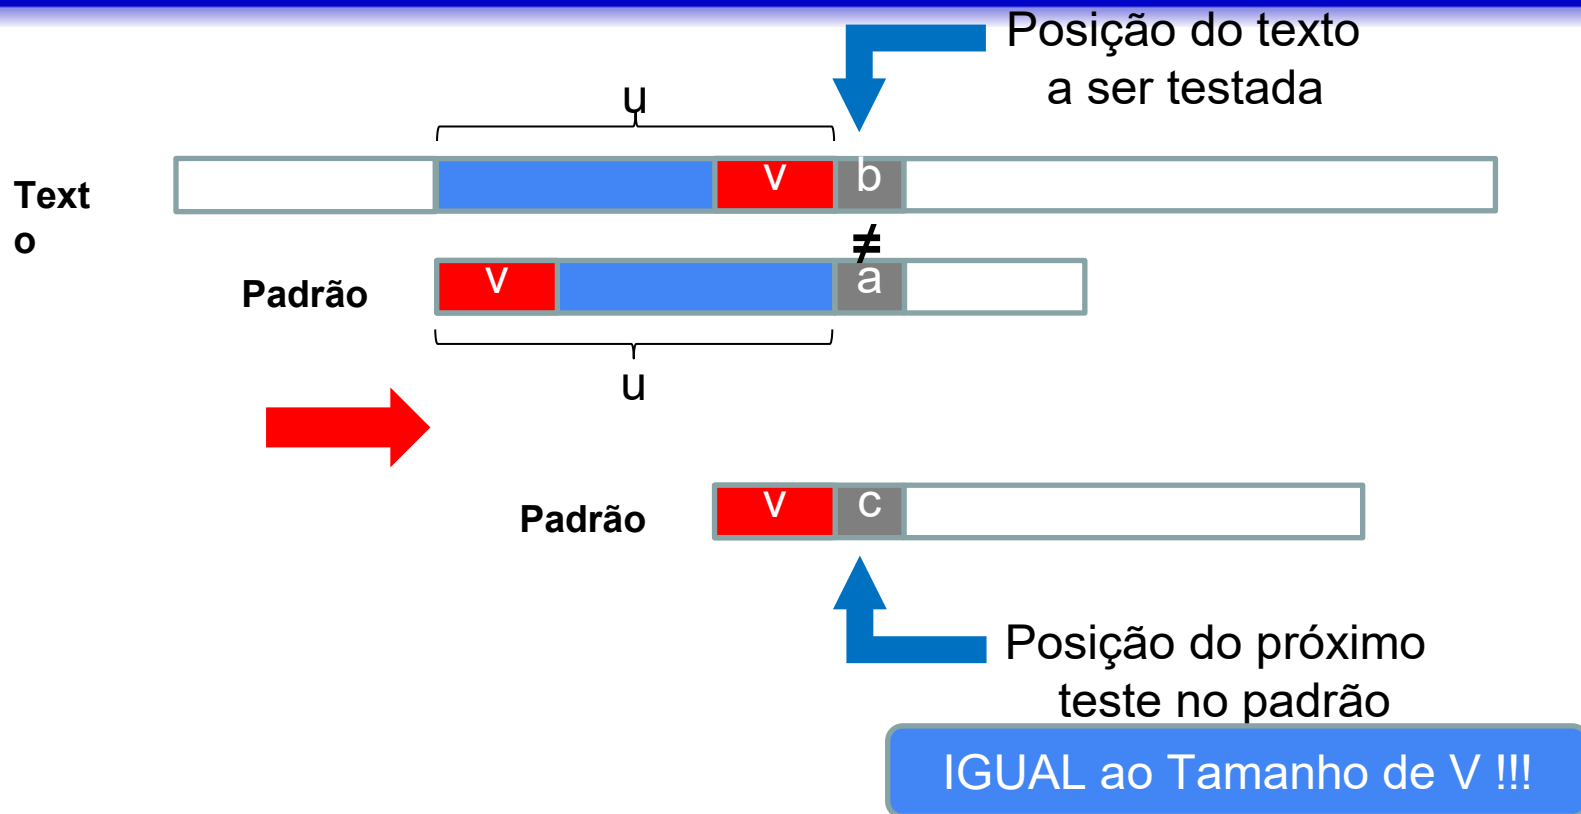 Posição do texto
a ser testada
u
Text
o
v b
≠
Padrão
v a
u
Padrão
v c
Posição do próximo
teste no padrão
IGUAL ao Tamanho de V !!!